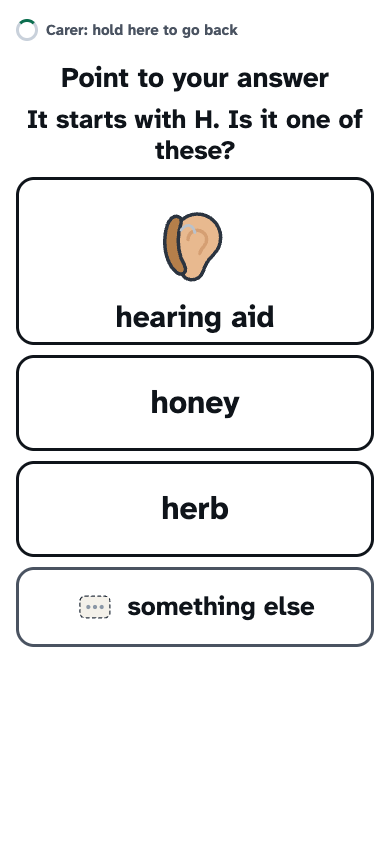 Carer: hold here to go back
Point to your answer
It starts with H. Is it one of
these?
hearing aid
honey
herb
something else